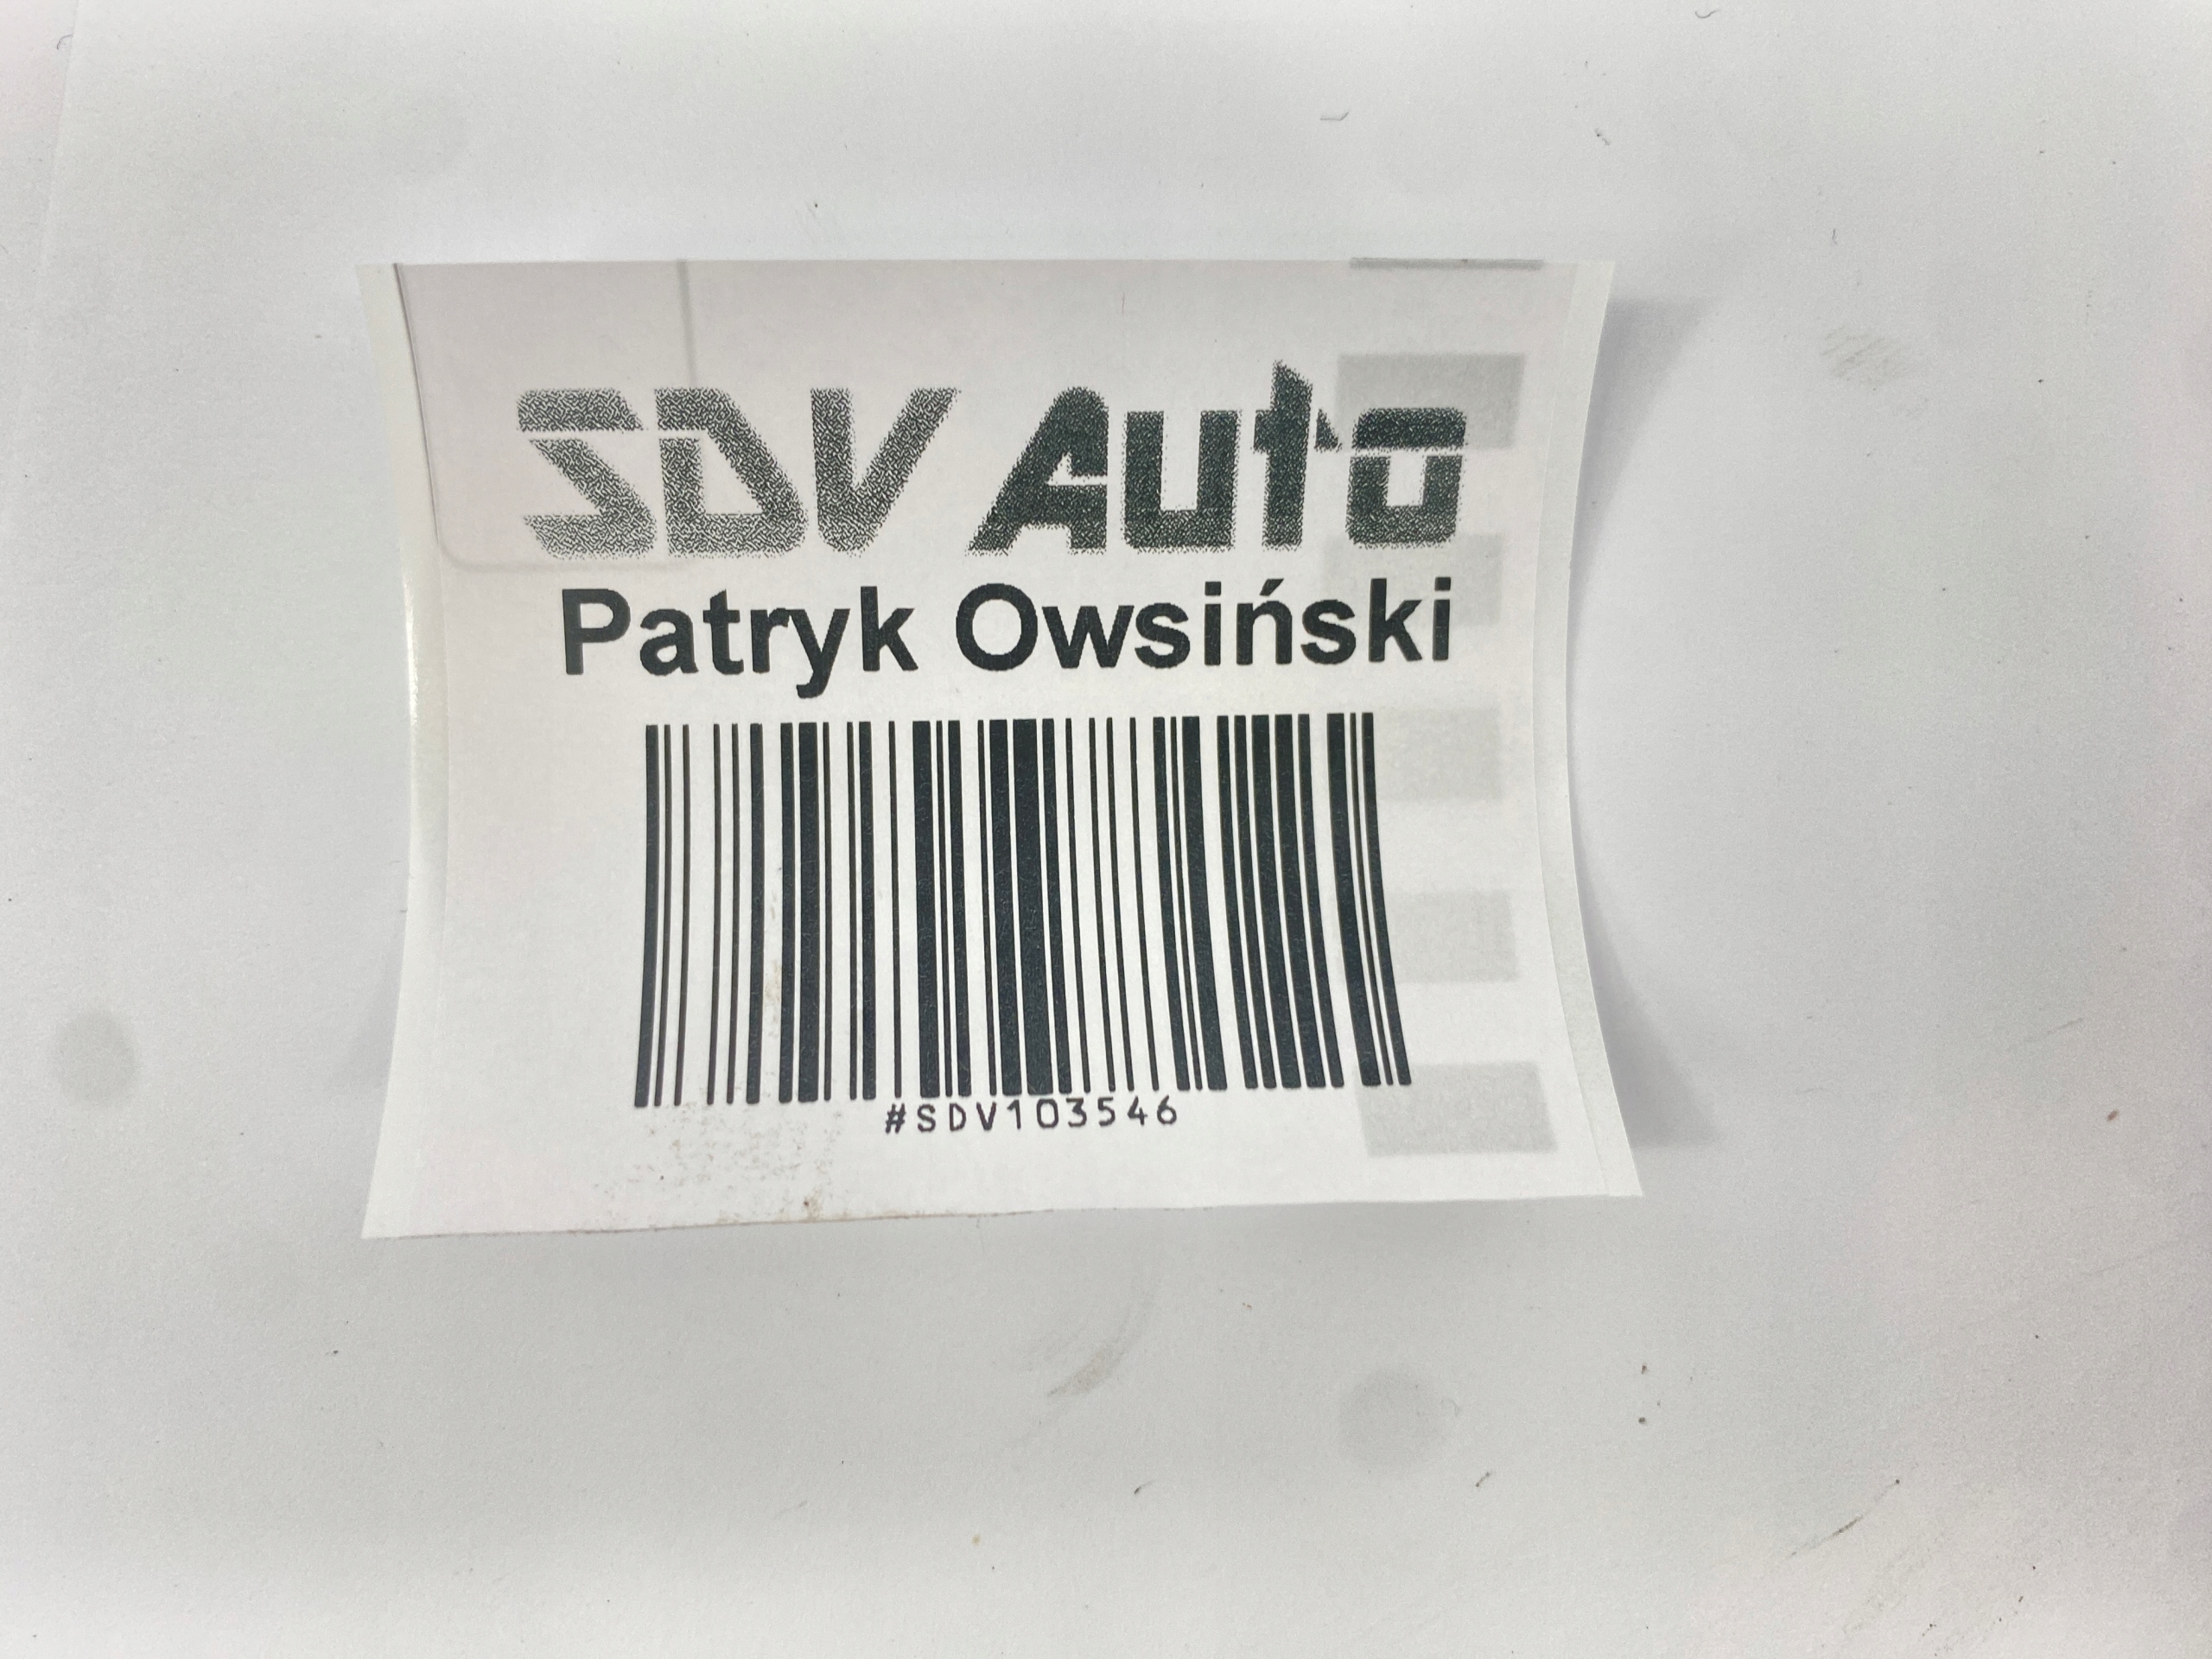 SDV Auto
Patryk Owsiński
#SDV103546